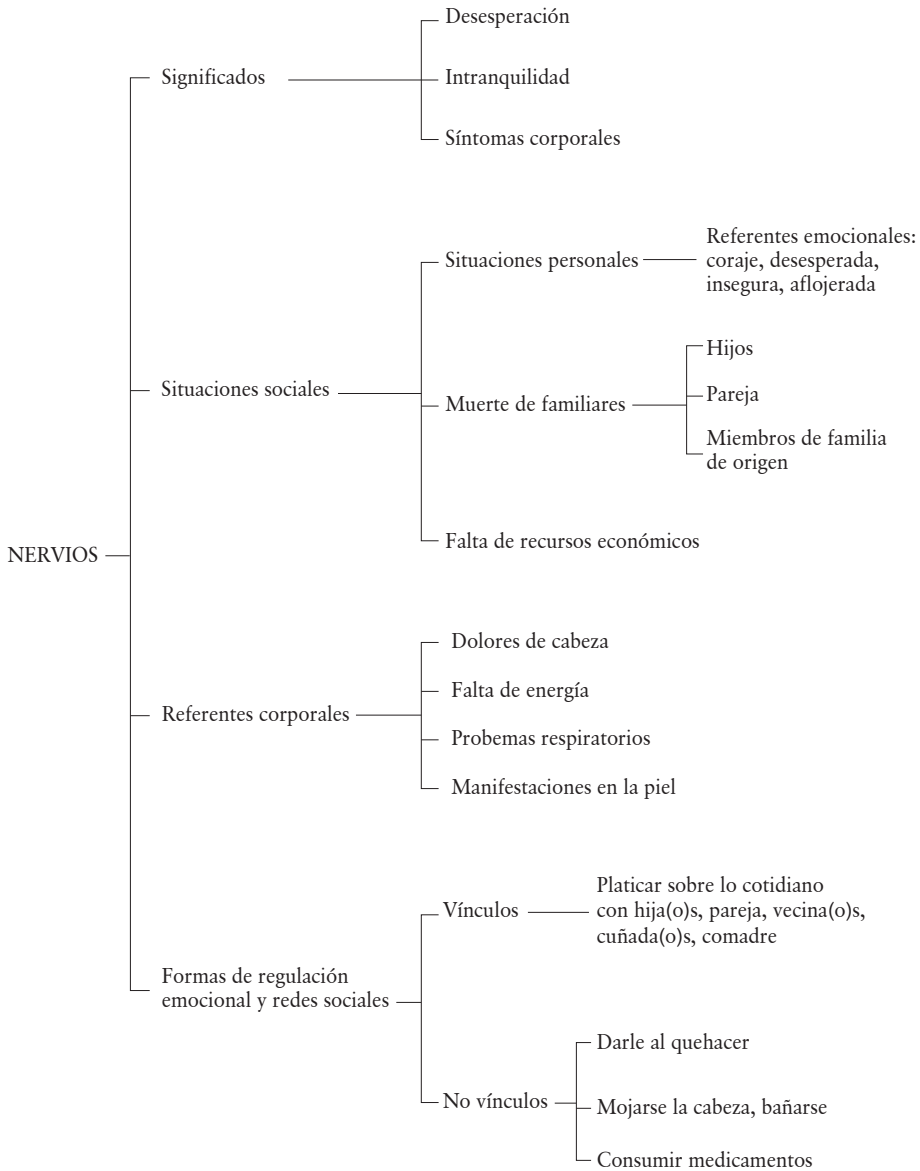 Desesperación
Significados
Intranquilidad
Síntomas corporales
Situaciones personales
Referentes emocionales:
coraje, desesperada,
insegura, aflojerada
Situaciones sociales
Muerte de familiares
Hijos
Pareja
Miembros de familia
de origen
Falta de recursos económicos
NERVIOS
Dolores de cabeza
Falta de energía
Referentes corporales
Probemas respiratorios
Manifestaciones en la piel
Vínculos
Platicar sobre lo cotidiano
con hija(o)s, pareja, vecina(o)s,
cuñada(o)s, comadre
Formas de regulación
emocional y redes sociales
No vínculos
Darle al quehacer
Mojarse la cabeza, bañarse
Consumir medicamentos